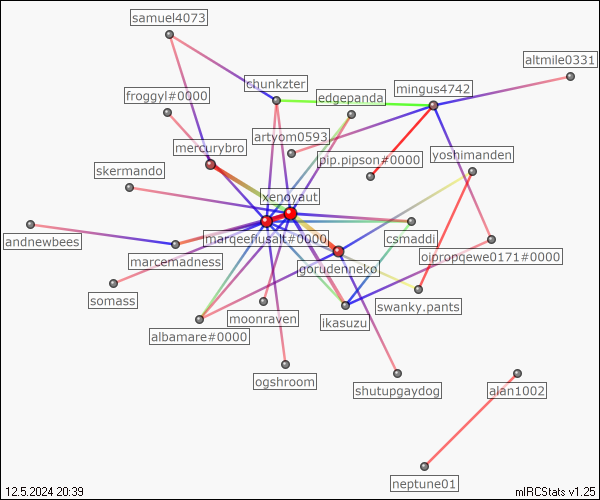 samuel4073
altmile0331
chunkzter
mingus4742
froggyl#0000
edgepanda
artyom0593
mercurybro
pip.pipson#0000
yoshimanden
skermando
xenoyaut
andnewbees
marqeeflusalt#0000
csmaddi
marcemadness
oipropqewe0171#0000
gorudennekø
somass
swanky.pants
moonraven
ikasuzu
albamare#0000
ogshroom
shutupgaydog
alan1002
neptune01
12.5.2024 20:39
mIRCStats v1.25